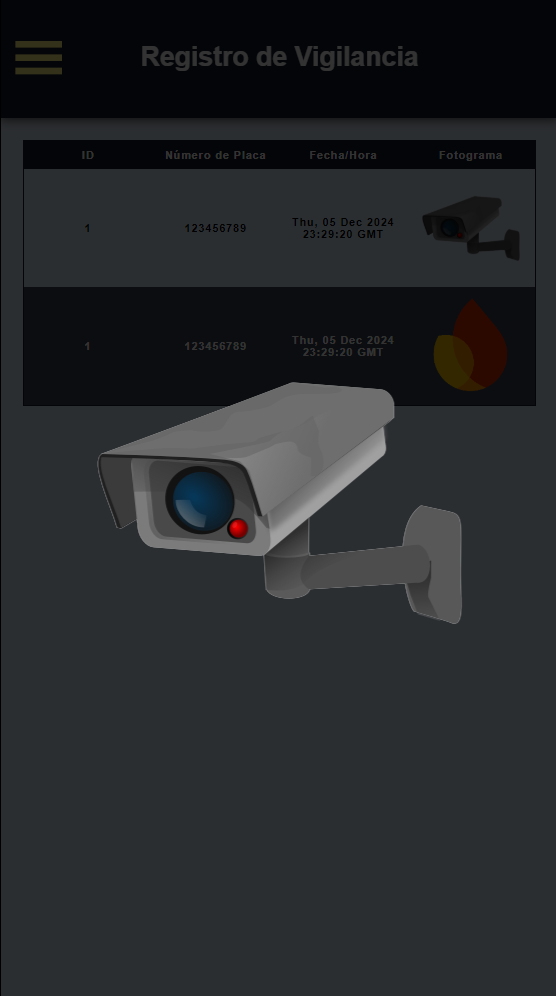 Registro de Vigilancia
ID Número de Placa Fecha/Hora Fotograma
1 123456789 Thu, 05 Dec 2024
23:29:20 GMT
1 123456789 Thu, 05 Dec 2024
23:29:20 GMT